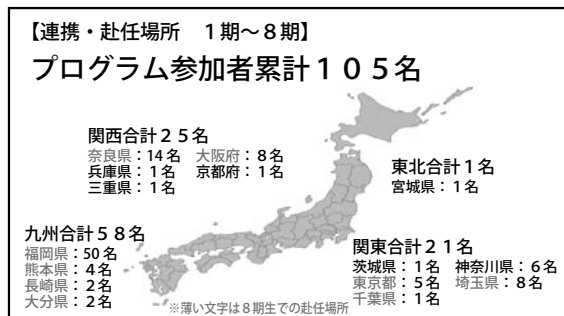 【連携・赴任場所　１期～８期】
プログラム参加者累計１０５名
関西合計２５名
奈良県：14名　大阪府：８名
兵庫県：１名　京都府：１名
三重県：１名
東北合計１名
宮城県：１名
九州合計５８名
福岡県：50名
熊本県：４名
長崎県：２名
大分県：２名
関東合計２１名
茨城県：１名　神奈川県：６名
東京都：５名　埼玉県：８名
千葉県：１名
※薄い文字は８期生での赴任場所